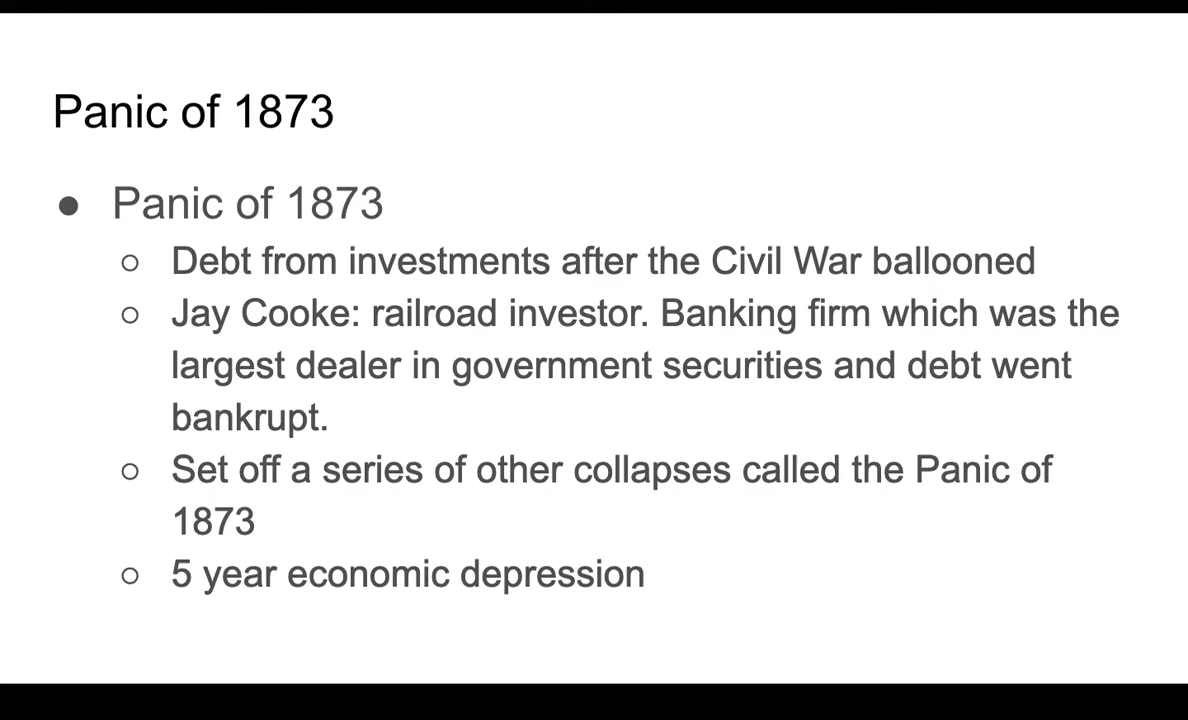 Panic of 1873
● Panic of 1873
○ Debt from investments after the Civil War ballooned
○ Jay Cooke: railroad investor. Banking firm which was the
largest dealer in government securities and debt went
bankrupt.
○ Set off a series of other collapses called the Panic of
1873
○ 5 year economic depression